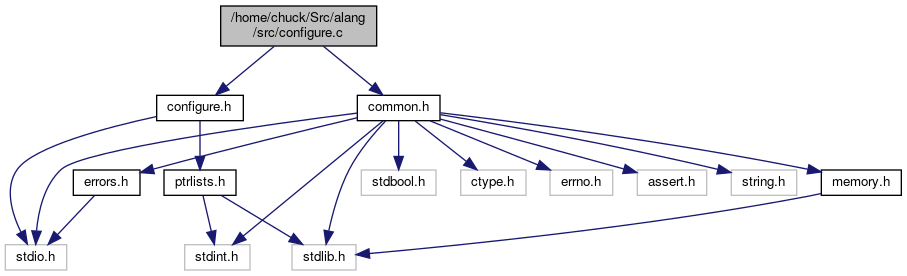 /home/chuck/Src/alang
/src/configure.c
configure.h
common.h
errors.h
ptrlists.h
stdbool.h
ctype.h
errno.h
assert.h
string.h
memory.h
stdio.h
stdint.h
stdlib.h